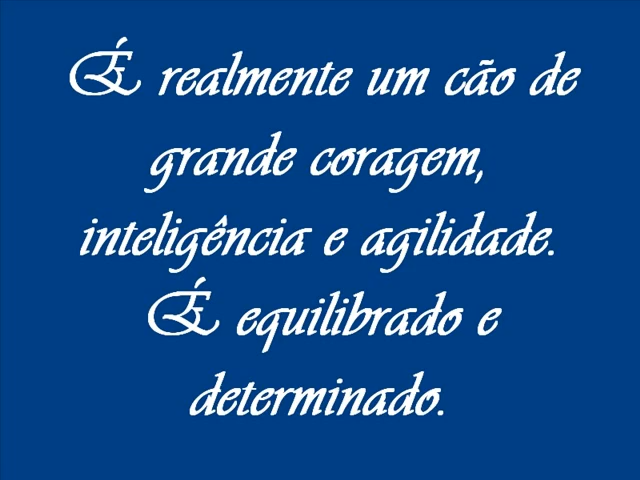 É realmente um cão de
grande coragem,
inteligência e agilidade.
É equilibrado e
determinado.